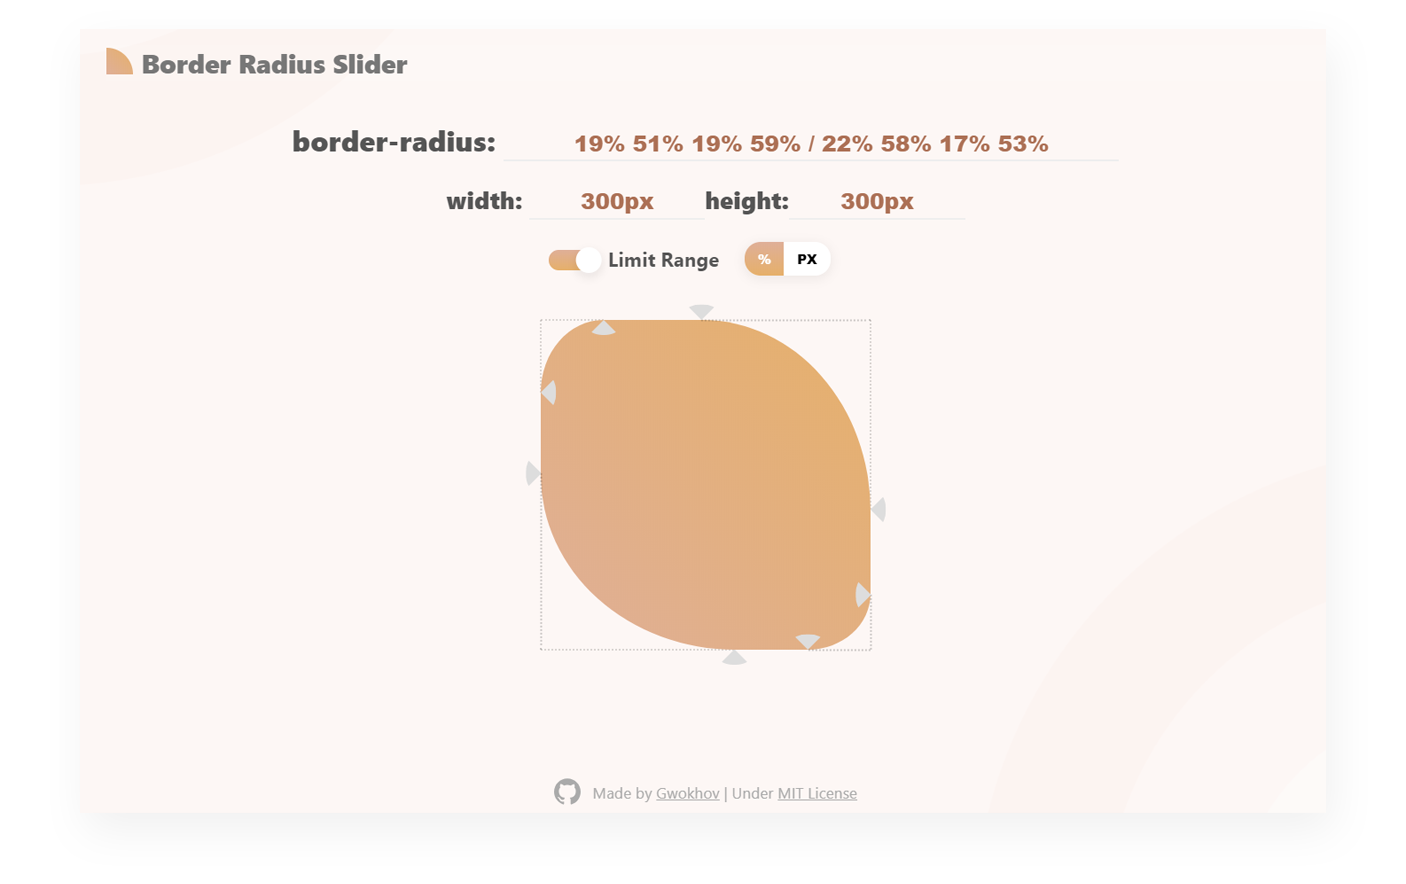 Border Radius Slider
border-radius: 19% 51% 19% 59% / 22% 58% 17% 53%
width: 300px height: 300px
Limit Range % PX
Made by Gwokhov | Under MIT License